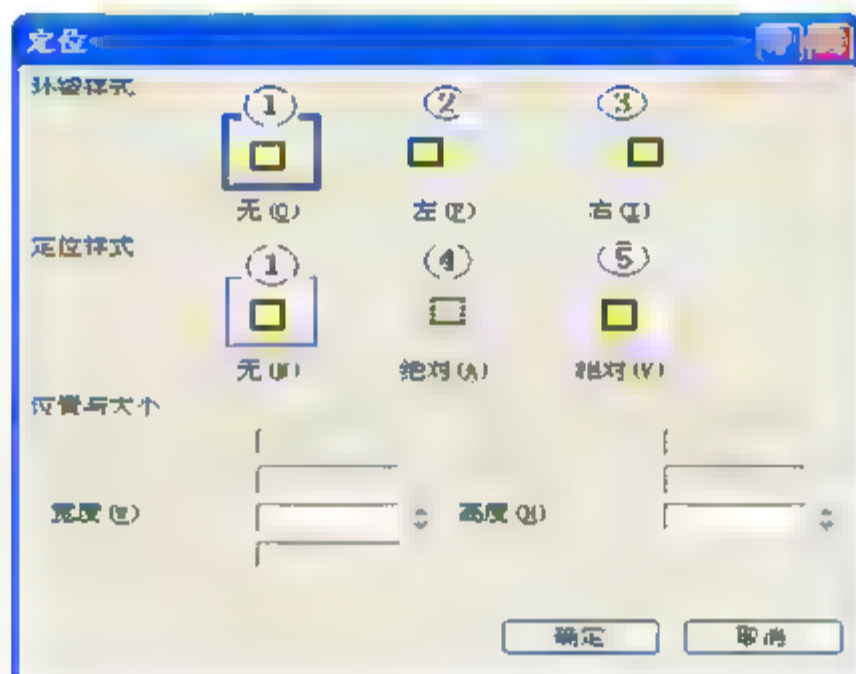 定位
环绕样式
① ② ③
无(Q) 左(F) 右(I)
定位样式
① ④ ⑤
无(N) 绝对(A) 相对(V)
位置与大小
宽度 高度(H)
确定 取消